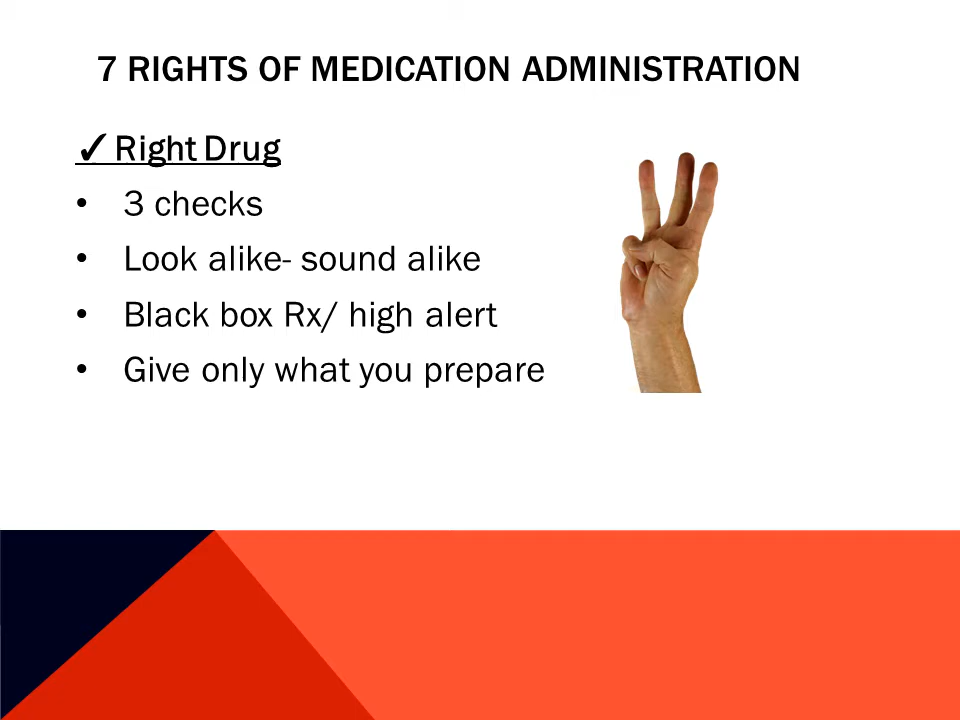 7 RIGHTS OF MEDICATION ADMINISTRATION
✓ Right Drug
• 3 checks
• Look alike- sound alike
• Black box Rx/ high alert
• Give only what you prepare